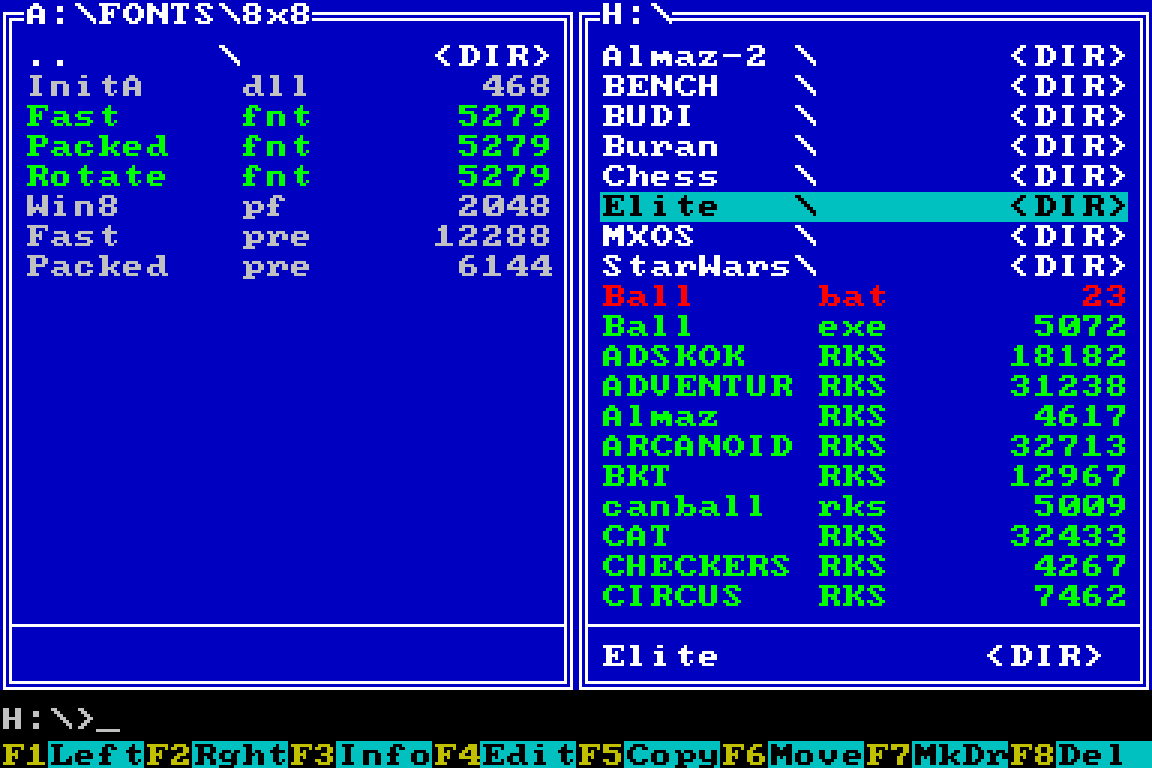 A:\FONTS\8x8
.. \ <DIR>
InitA dll 468
Fast fnt 5279
Packed fnt 5279
Rotate fnt 5279
Win8 pf 2048
Fast pre 12288
Packed pre 6144
H:\
Almaz-2 \ <DIR>
BENCH \ <DIR>
BUDI \ <DIR>
Buran \ <DIR>
Chess \ <DIR>
Elite \ <DIR>
MXOS \ <DIR>
StarWars\ <DIR>
Ball bat 23
Ball exe 5072
ADSKOK RKS 18182
ADVENTUR RKS 31238
Almaz RKS 4617
ARCANOID RKS 32713
BKT RKS 12967
canball rks 5009
CAT RKS 32433
CHECKERS RKS 4267
CIRCUS RKS 7462
Elite <DIR>
H:\>_
F1Left F2Rght F3Info F4Edit F5Copy F6Move F7MkDr F8Del